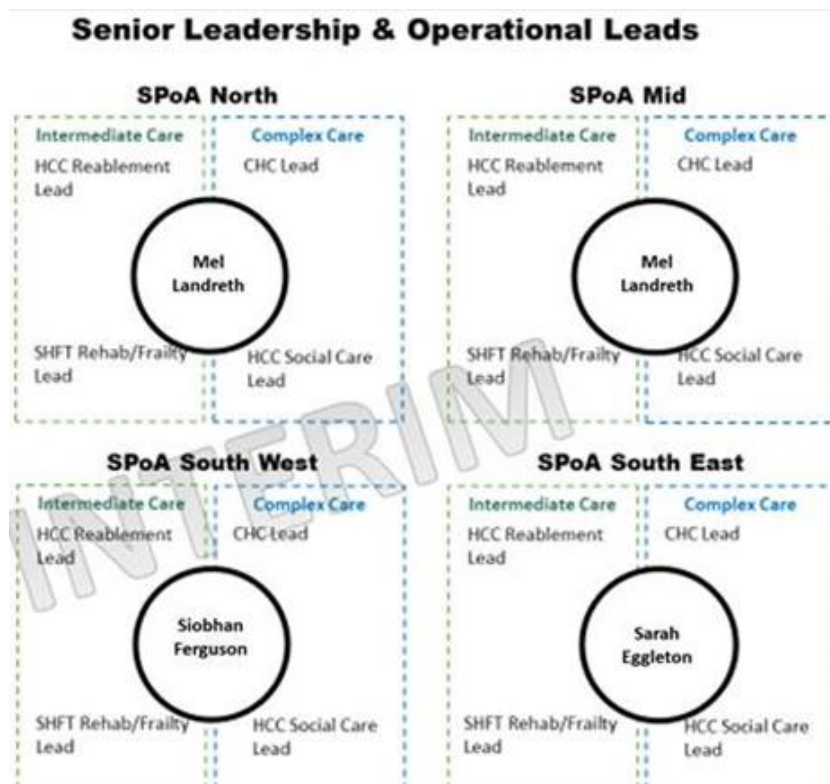 Senior Leadership & Operational Leads
SPoA North
Intermediate Care
HCC Reablement
Lead
Complex Care
CHC Lead
Mel
Landreth
SHFT Rehab/Frailty
Lead
HCC Social Care
Lead
SPoA Mid
Intermediate Care
HCC Reablement
Lead
Complex Care
CHC Lead
Mel
Landreth
SHFT Rehab/Frailty
Lead
HCC Social Care
Lead
INTERIM
SPoA South West
Intermediate Care
HCC Reablement
Lead
Complex Care
CHC Lead
Siobhan
Ferguson
SHFT Rehab/Frailty
Lead
HCC Social Care
Lead
SPoA South East
Intermediate Care
HCC Reablement
Lead
Complex Care
CHC Lead
Sarah
Eggleton
SHFT Rehab/Frailty
Lead
HCC Social Care
Lead